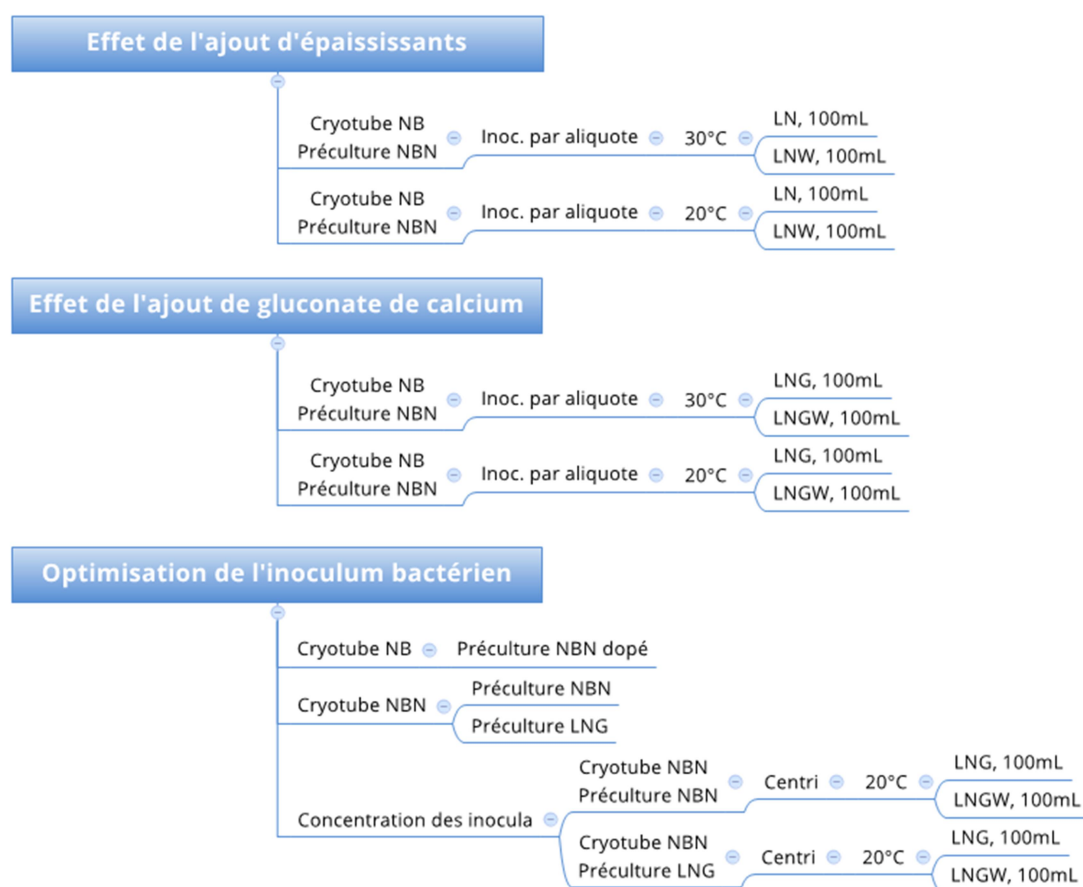 Effet de l'ajout d'épaississants
Cryotube NB
Préculture NBN
Inoc. par aliquote
30°C
LN, 100mL
LNW, 100mL
Cryotube NB
Préculture NBN
Inoc. par aliquote
20°C
LN, 100mL
LNW, 100mL
Effet de l'ajout de gluconate de calcium
Cryotube NB
Préculture NBN
Inoc. par aliquote
30°C
LNG, 100mL
LNGW, 100mL
Cryotube NB
Préculture NBN
Inoc. par aliquote
20°C
LNG, 100mL
LNGW, 100mL
Optimisation de l'inoculum bactérien
Cryotube NB
Préculture NBN dopé
Cryotube NBN
Préculture NBN
Préculture LNG
Concentration des inocula
Cryotube NBN
Préculture NBN
Centri
20°C
LNG, 100mL
LNGW, 100mL
Cryotube NBN
Préculture LNG
Centri
20°C
LNG, 100mL
LNGW, 100mL